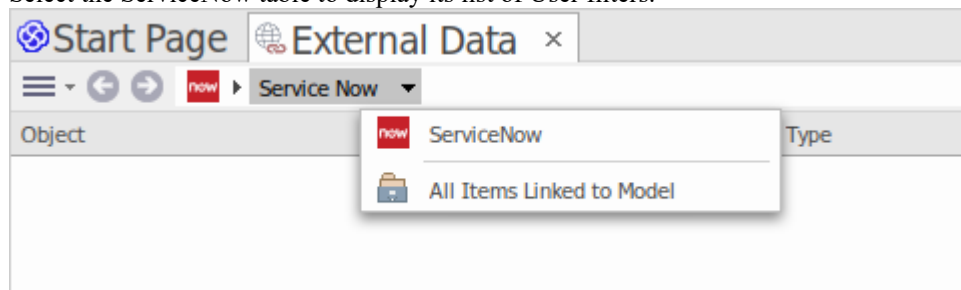 Select the ServiceNow table to display its list of User filters.
Start Page External Data ×
now Service Now
Object Type
now ServiceNow
All Items Linked to Model